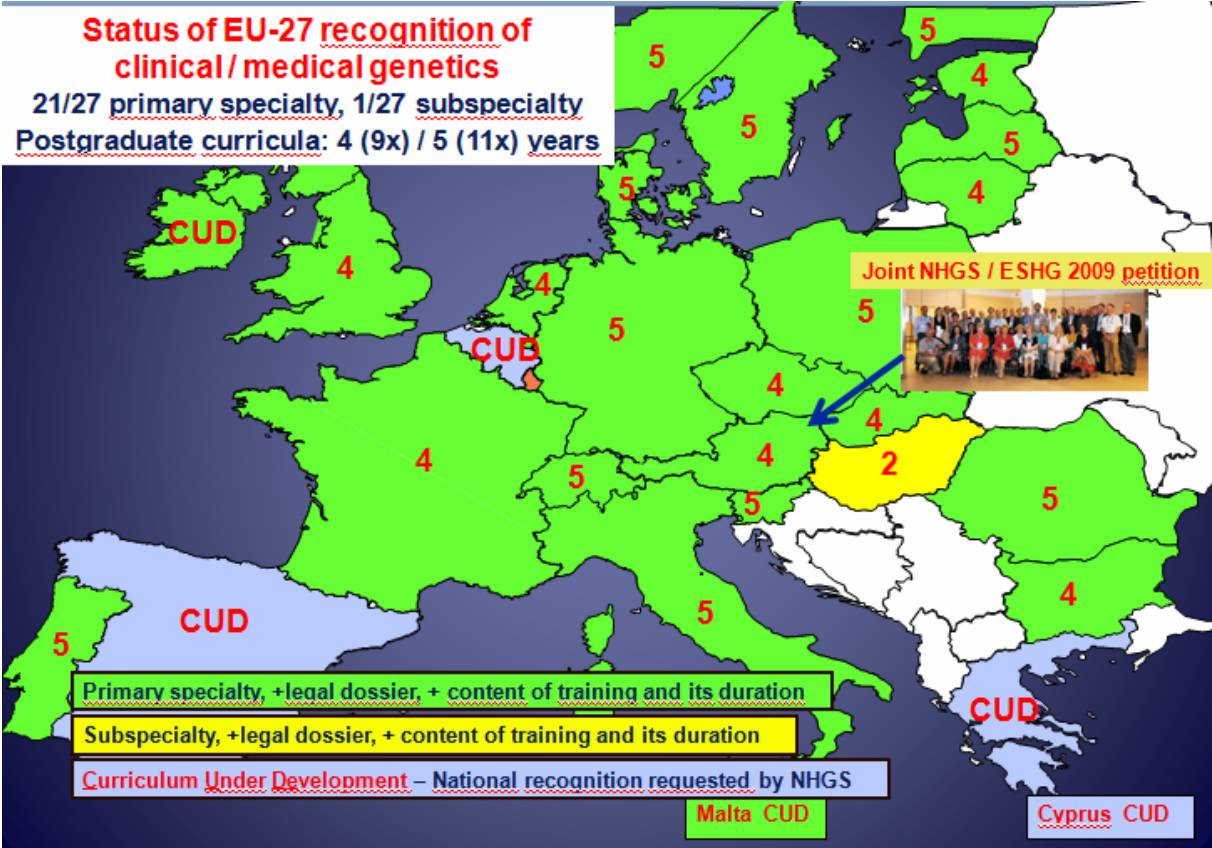 Status of EU-27 recognition of
clinical / medical genetics
21/27 primary specialty, 1/27 subspecialty
Postgraduate curricula: 4 (9x) / 5 (11x) years
5
5
4
5
5
5
4
CUD
4
4
Joint NHGS / ESHG 2009 petition
5
5
CUD
4
4
4
4
2
5
5
5
4
CUD
5
5
Primary specialty, +legal dossier, + content of training and its duration
CUD
Subspecialty, +legal dossier, + content of training and its duration
Curriculum Under Development – National recognition requested by NHGS
Malta CUD
Cyprus CUD